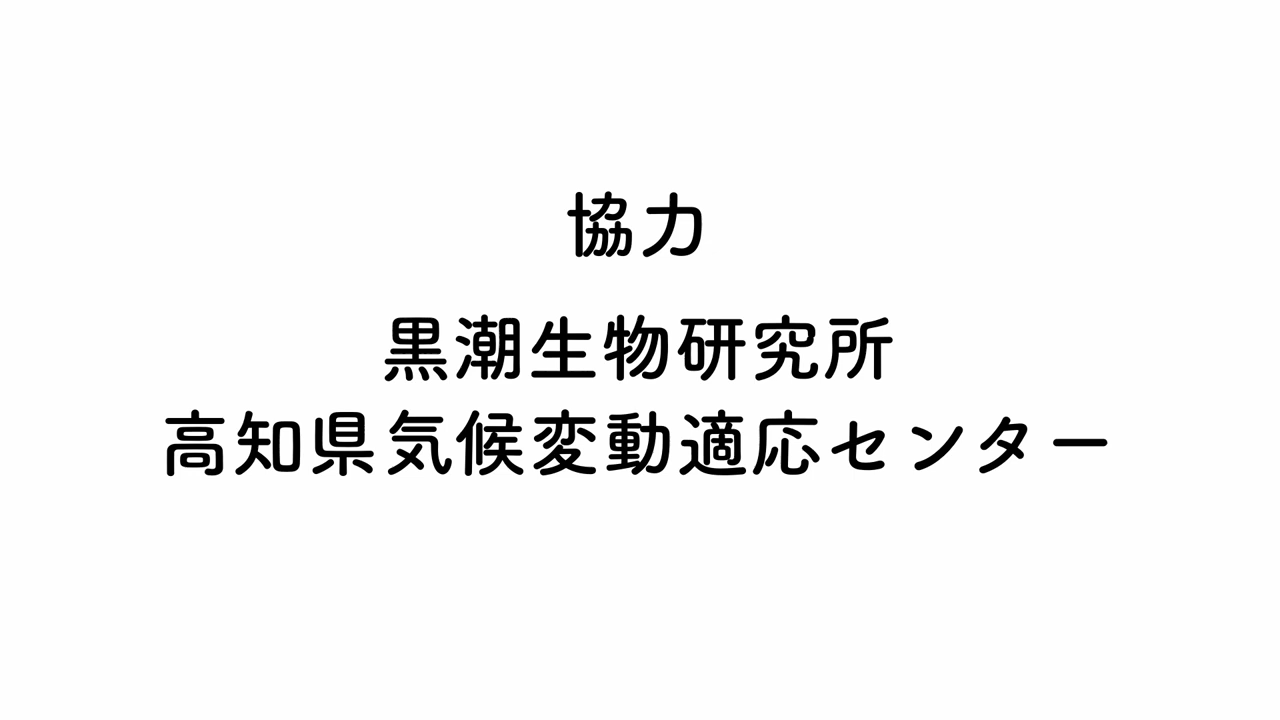 協力
黒潮生物研究所
高知県気候変動適応センター